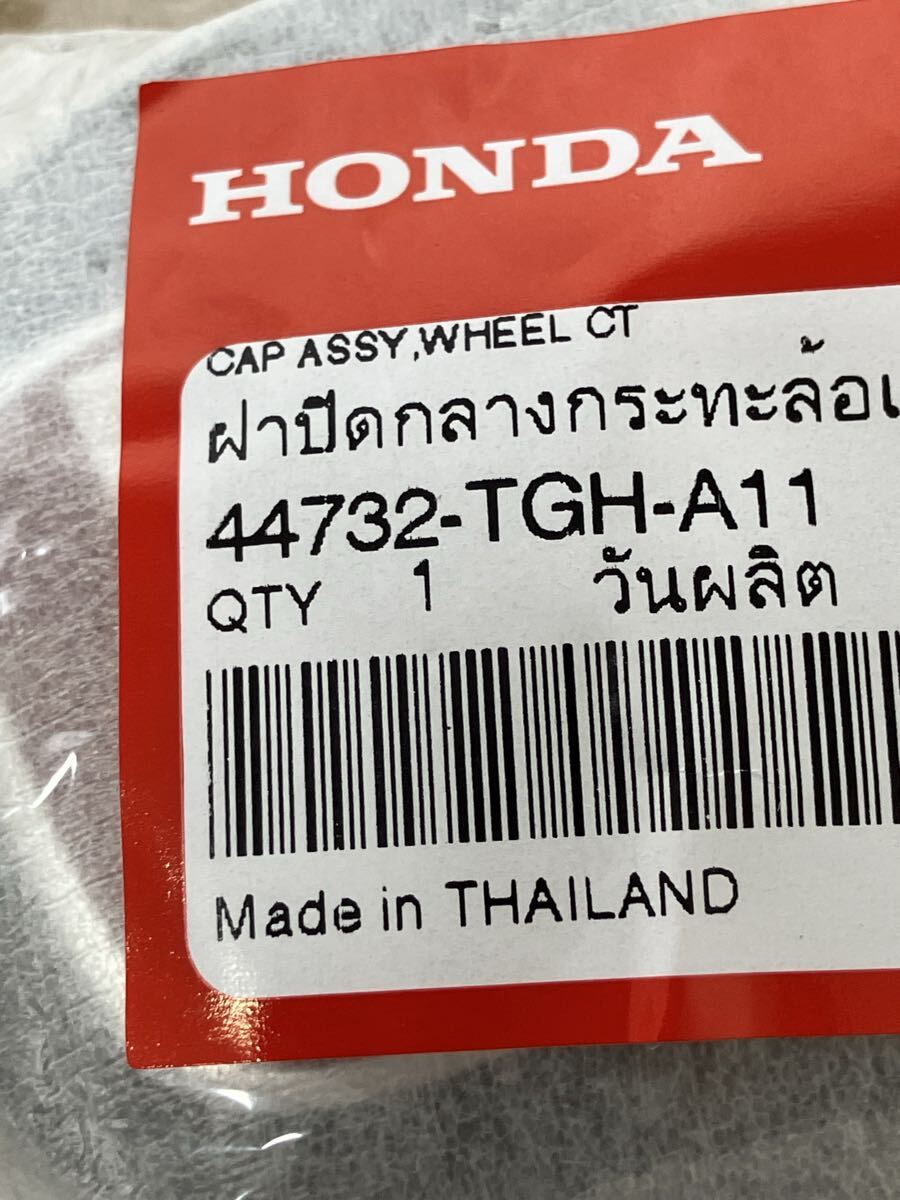 HONDA
CAP ASSY,WHEEL CT
ฝาปิดกลางกระทะล้อเ
44732-TGH-A11
QTY 1 วันผลิต
Made in THAILAND